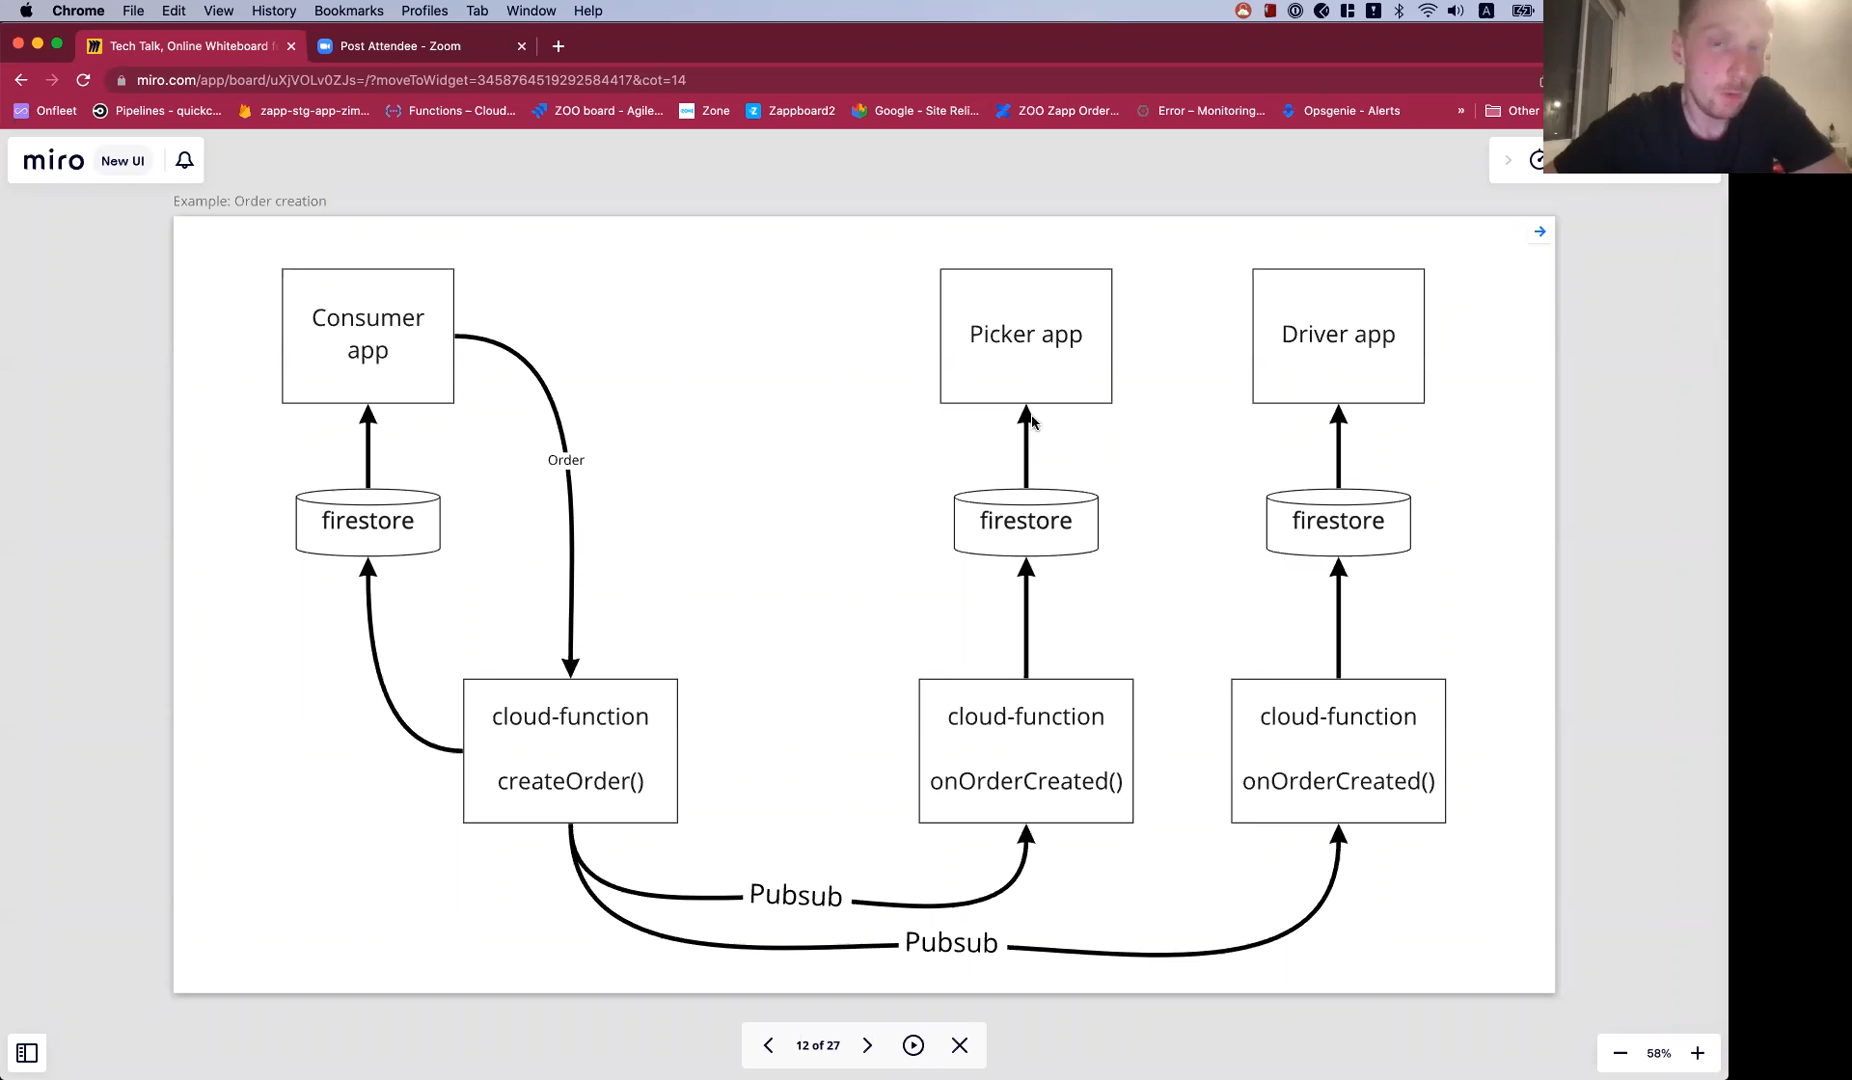 Chrome File Edit View History Bookmarks Profiles Tab Window Help
Tech Talk, Online Whiteboard
Post Attendee - Zoom
miro.com/app/board/uXjVOLv0ZJs=/?moveToWidget=3458764519292584417&cot=14
Onfleet
Pipelines - quickc...
zapp-stg-app-zim...
Functions – Cloud...
ZOO board - Agile...
Zone
Zappboard2
Google - Site Reli...
ZOO Zapp Order...
Error – Monitoring...
Opsgenie - Alerts
»
Other
miro
New UI
Example: Order creation
Consumer
app
Picker app
Driver app
Order
firestore
firestore
firestore
cloud-function
createOrder()
cloud-function
onOrderCreated()
cloud-function
onOrderCreated()
Pubsub
Pubsub
12 of 27
58%